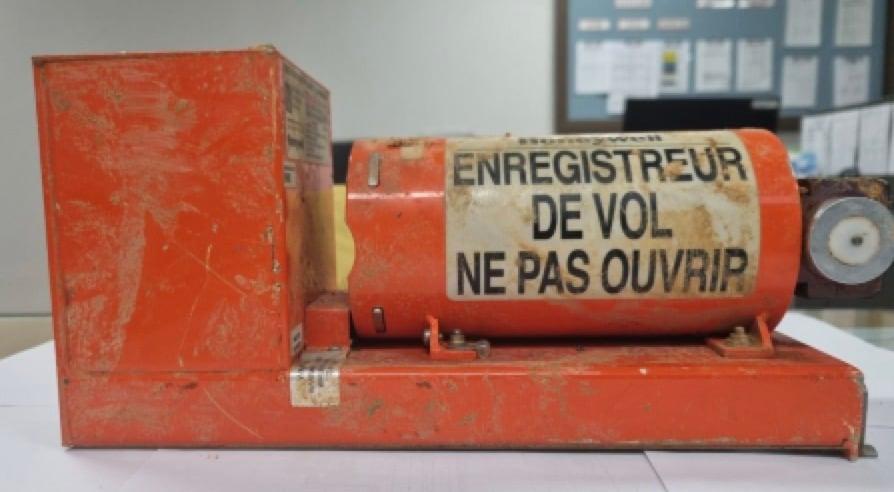 Honeywell
ENREGISTREUR
DE VOL
NE PAS OUVRIR